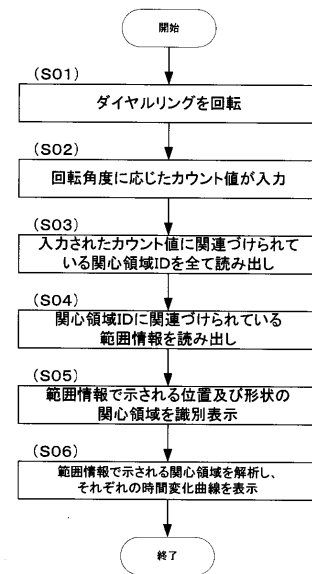 開始
(S01)
ダイヤルリングを回転
(S02)
回転角度に応じたカウント値が入力
(S03)
入力されたカウント値に関連づけられて
いる関心領域IDを全て読み出し
(S04)
関心領域IDに関連づけられている
範囲情報を読み出し
(S05)
範囲情報で示される位置及び形状の
関心領域を識別表示
(S06)
範囲情報で示される関心領域を解析し、
それぞれの時間変化曲線を表示
終了